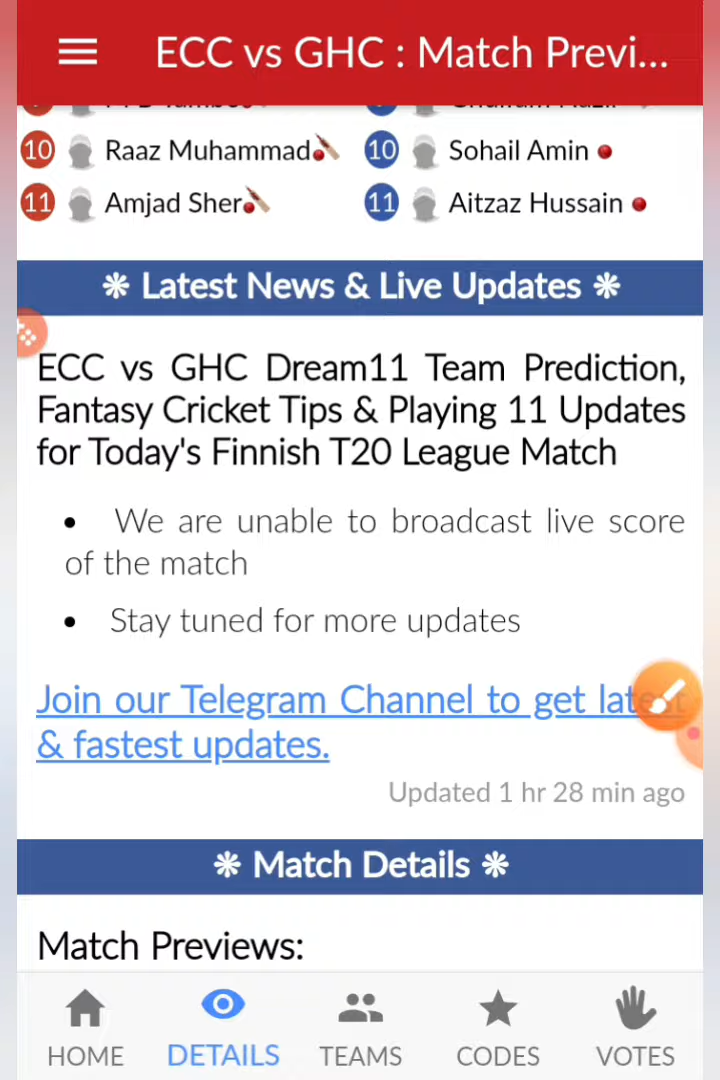 ECC vs GHC : Match Previ...
10 Raaz Muhammad 10 Sohail Amin
11 Amjad Sher 11 Aitzaz Hussain
❋ Latest News & Live Updates ❋
ECC vs GHC Dream11 Team Prediction,
Fantasy Cricket Tips & Playing 11 Updates
for Today's Finnish T20 League Match
• We are unable to broadcast live score
of the match
• Stay tuned for more updates
Join our Telegram Channel to get latest
& fastest updates.
Updated 1 hr 28 min ago
❋ Match Details ❋
Match Previews:
HOME DETAILS TEAMS CODES VOTES